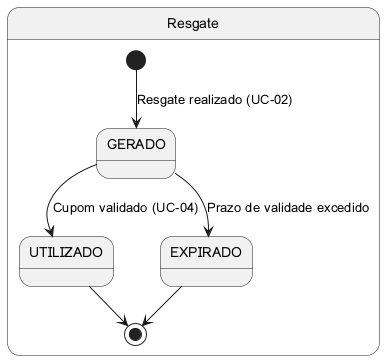 Resgate
Resgate realizado (UC-02)
GERADO
Cupom validado (UC-04)
Prazo de validade excedido
UTILIZADO
EXPIRADO